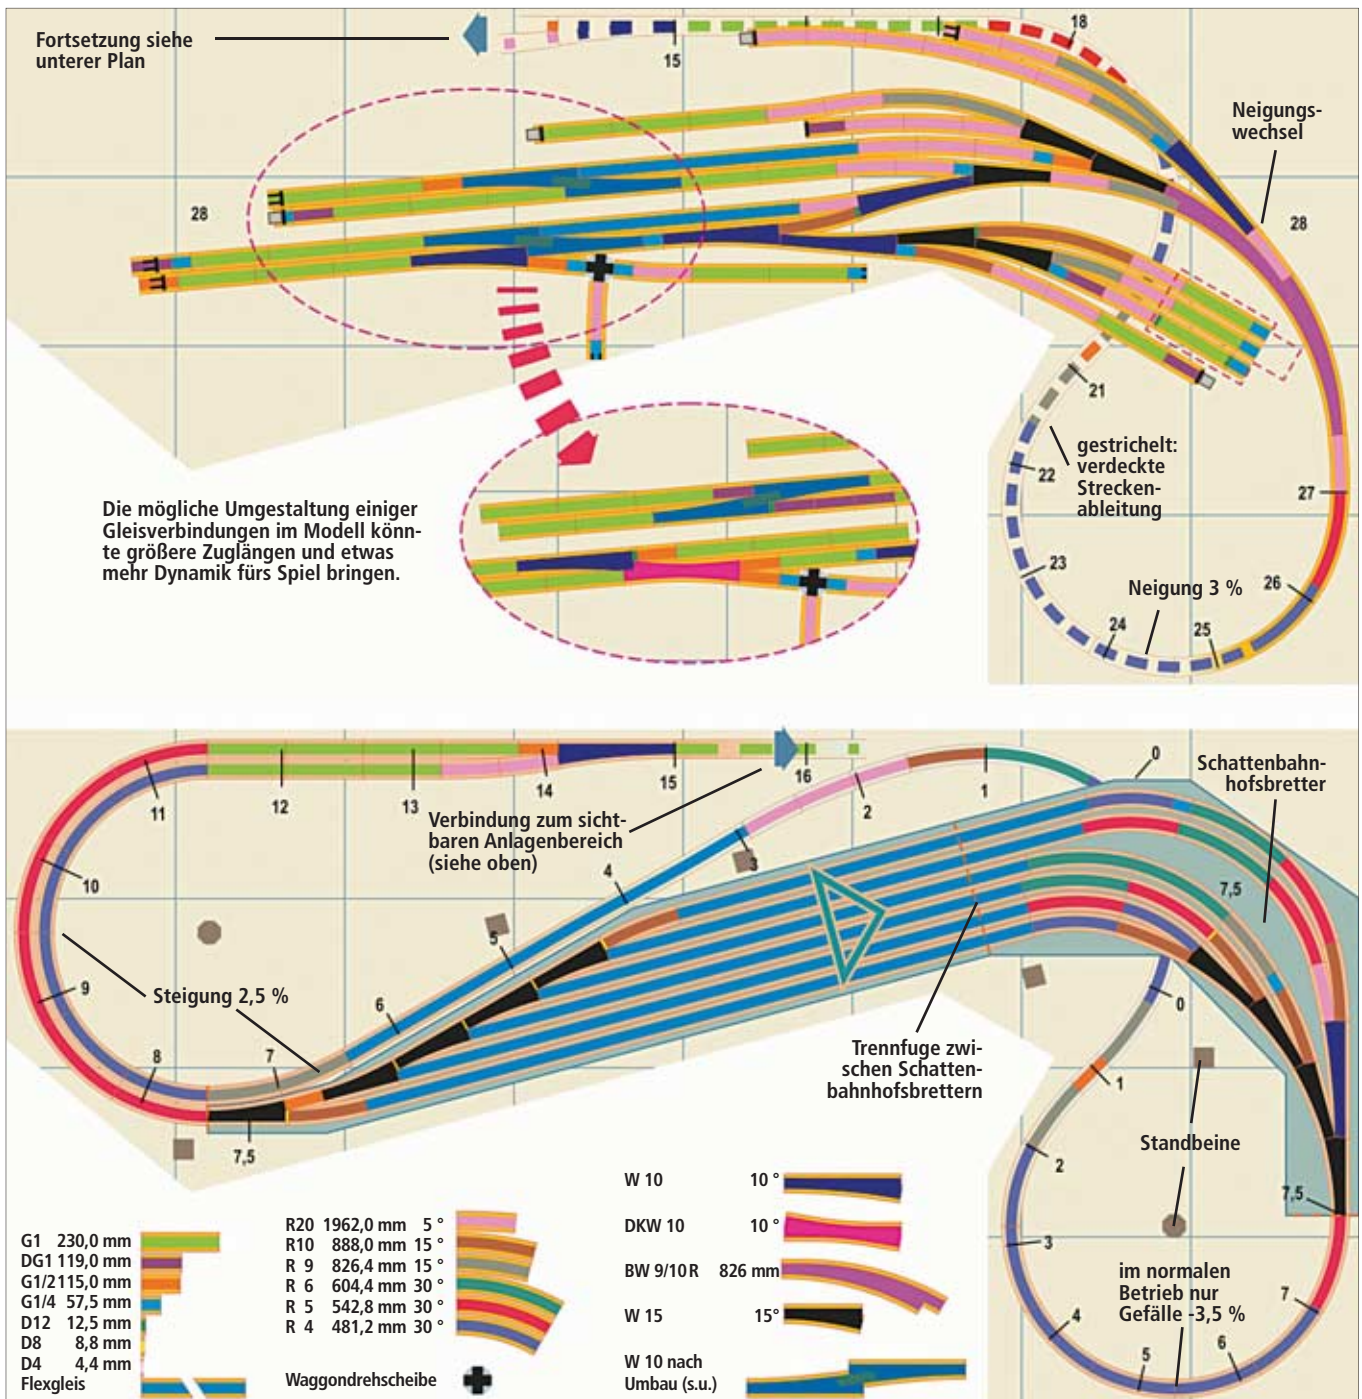 Fortsetzung siehe
unterer Plan
15
18
Neigungs-
wechsel
28
28
21
22
gestrichelt:
verdeckte
Strecken-
ableitung
27
23
Neigung 3 %
26
24
25
Die mögliche Umgestaltung einiger
Gleisverbindungen im Modell könn-
te größere Zuglängen und etwas
mehr Dynamik fürs Spiel bringen.
11
12
13
14
15
16
Verbindung zum sicht-
baren Anlagenbereich
(siehe oben)
2
1
0
Schattenbahn-
hofsbretter
10
3
4
7,5
5
9
Steigung 2,5 %
6
8
7
7,5
0
Trennfuge zwi-
schen Schatten-
bahnhofsbrettern
1
2
Standbeine
7,5
3
im normalen
Betrieb nur
Gefälle -3,5 %
7
4
5
6
G1 230,0 mm
DG1 119,0 mm
G1/2 115,0 mm
G1/4 57,5 mm
D12 12,5 mm
D8 8,8 mm
D4 4,4 mm
Flexgleis
R20 1962,0 mm 5 °
R10 888,0 mm 15 °
R 9 826,4 mm 15 °
R 6 604,4 mm 30 °
R 5 542,8 mm 30 °
R 4 481,2 mm 30 °
Waggondrehscheibe
W 10 10 °
DKW 10 10 °
BW 9/10 R 826 mm
W 15 15°
W 10 nach
Umbau (s.u.)